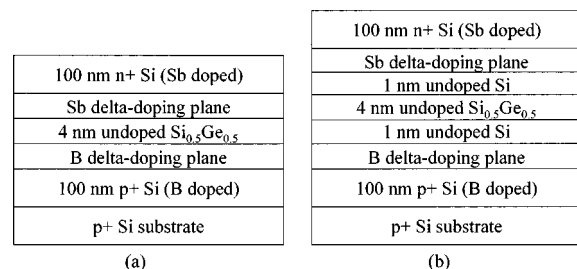 100 nm n+ Si (Sb doped)
Sb delta-doping plane
4 nm undoped Si₀.₅Ge₀.₅
B delta-doping plane
100 nm p+ Si (B doped)
p+ Si substrate
(a)
100 nm n+ Si (Sb doped)
Sb delta-doping plane
1 nm undoped Si
4 nm undoped Si₀.₅Ge₀.₅
1 nm undoped Si
B delta-doping plane
100 nm p+ Si (B doped)
p+ Si substrate
(b)